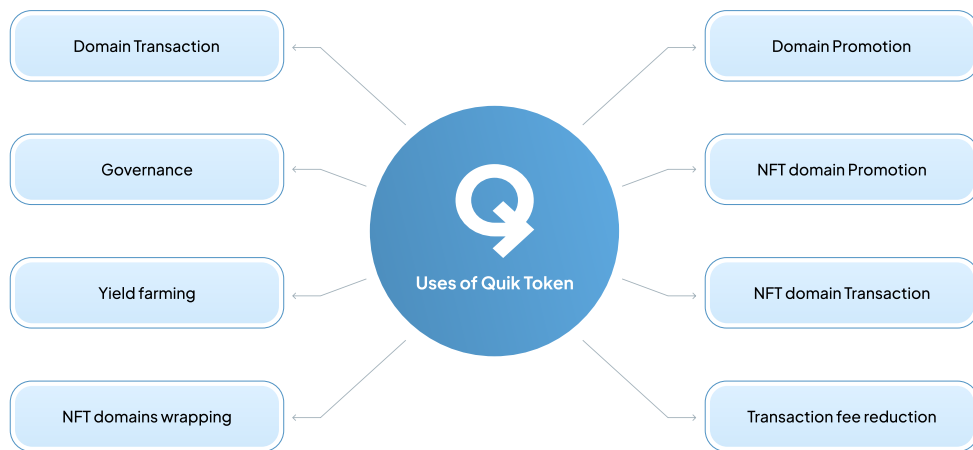 Domain Transaction
Domain Promotion
Governance
NFT domain Promotion
Uses of Quik Token
Yield farming
NFT domain Transaction
NFT domains wrapping
Transaction fee reduction